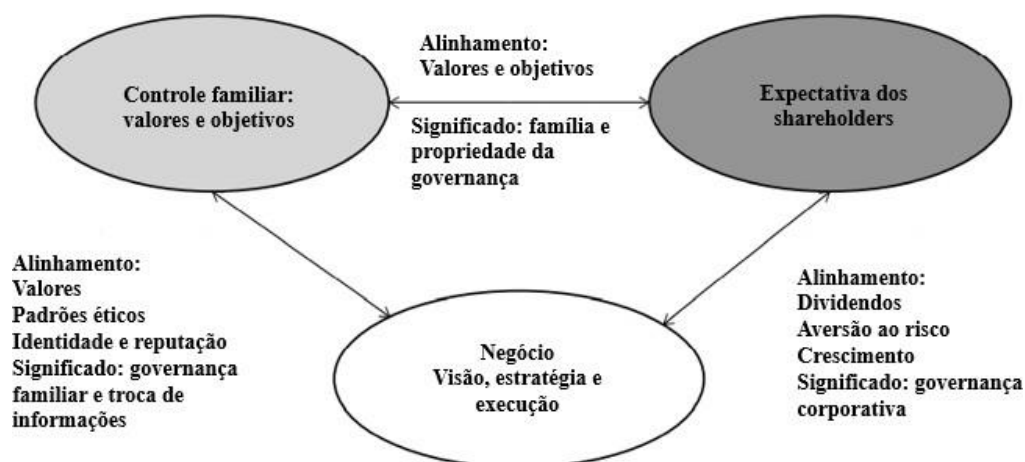 Controle familiar:
valores e objetivos
Alinhamento:
Valores e objetivos
Significado: família e
propriedade da
governança
Expectativa dos
shareholders
Alinhamento:
Valores
Padrões éticos
Identidade e reputação
Significado: governança
familiar e troca de
informações
Negócio
Visão, estratégia e
execução
Alinhamento:
Dividendos
Aversão ao risco
Crescimento
Significado: governança
corporativa